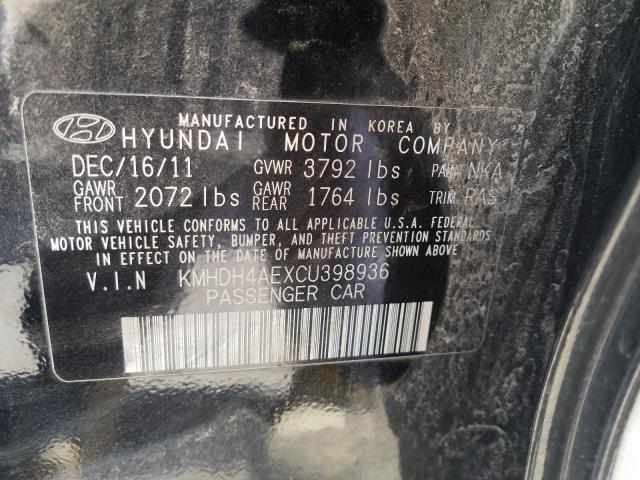 MANUFACTURED IN KOREA BY
HYUNDAI MOTOR COMPANY
DEC/16/11 GVWR 3792 lbs PAINT NKA
GAWR FRONT 2072 lbs GAWR REAR 1764 lbs TRIM RAS
THIS VEHICLE CONFORMS TO ALL APPLICABLE U.S.A. FEDERAL
MOTOR VEHICLE SAFETY, BUMPER, AND THEFT PREVENTION STANDARDS
IN EFFECT ON THE DATE OF MANUFACTURE SHOWN ABOVE.
V.I.N KMHDH4AEXCU398936
PASSENGER CAR